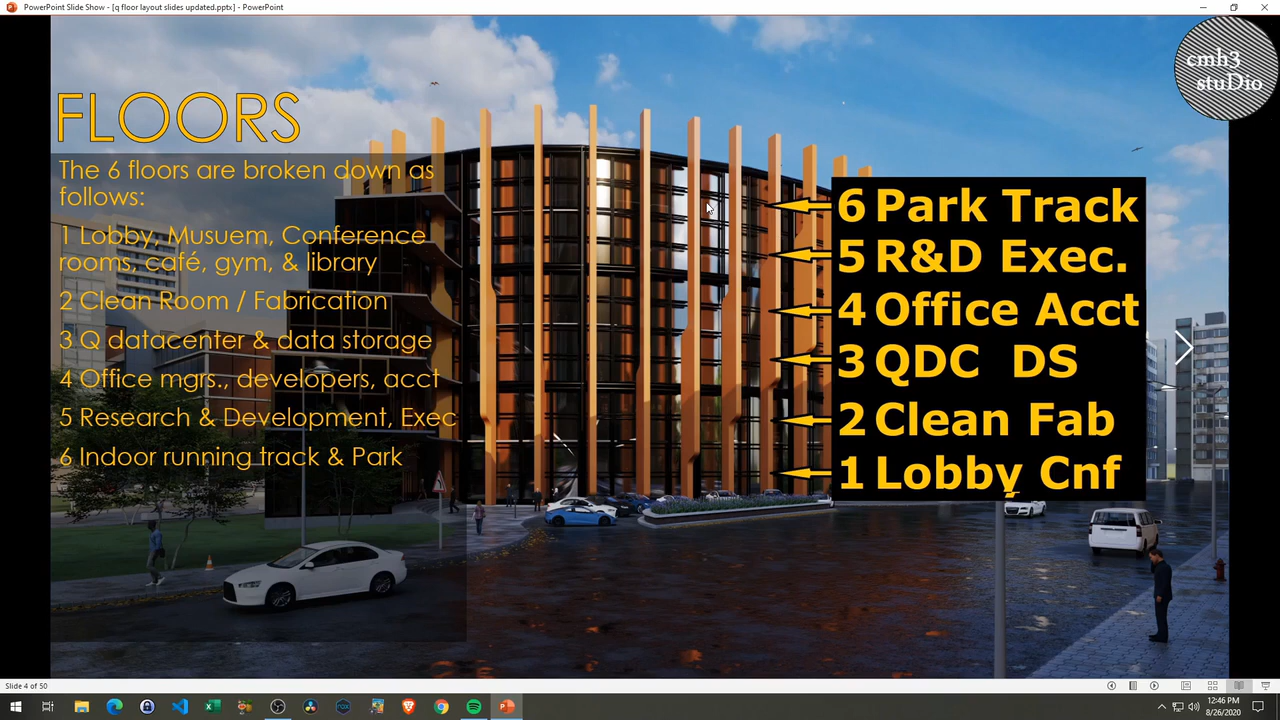 PowerPoint Slide Show - [q floor layout slides updated.pptx] - PowerPoint
cmh3
stuDio
FLOORS
The 6 floors are broken down as
follows:
1 Lobby, Musuem, Conference
rooms, café, gym, & library
2 Clean Room / Fabrication
3 Q datacenter & data storage
4 Office mgrs., developers, acct
5 Research & Development, Exec
6 Indoor running track & Park
6 Park Track
5 R&D Exec.
4 Office Acct
3 QDC DS
2 Clean Fab
1 Lobby Cnf
Slide 4 of 50
12:46 PM
8/26/2020